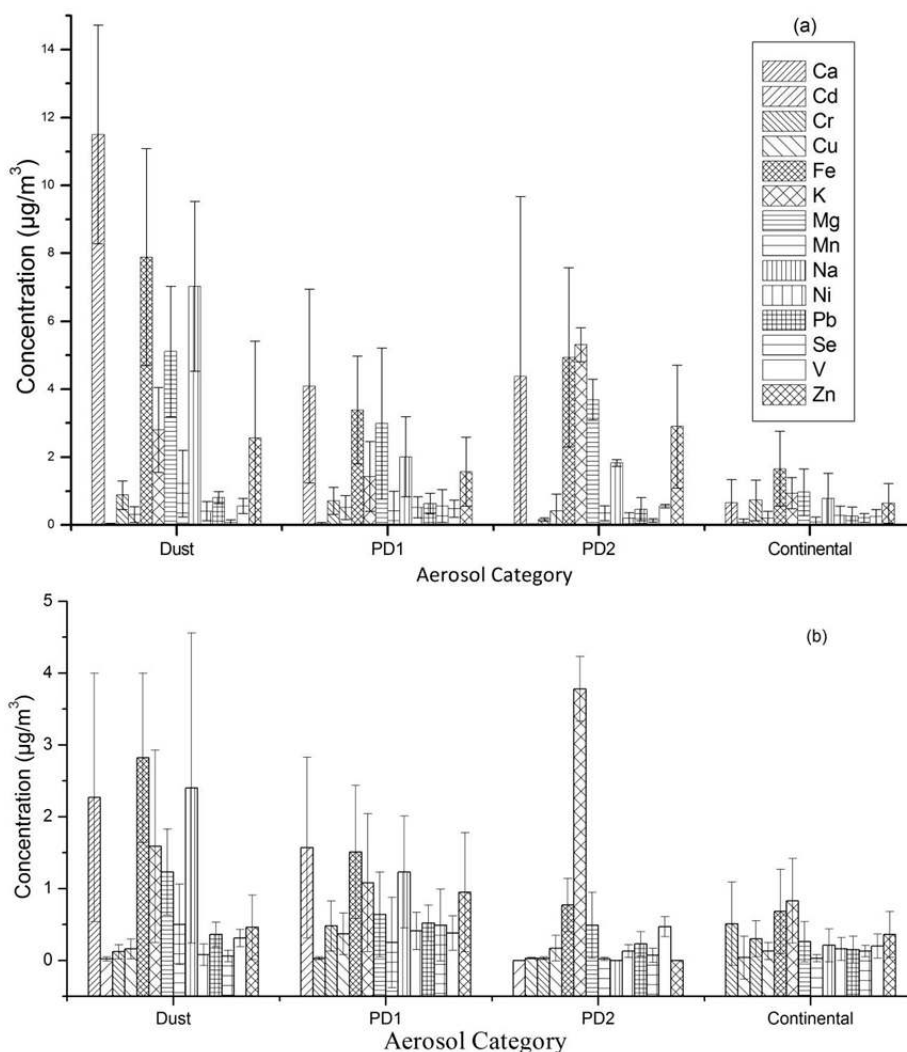 (a)
14
12
10
8
6
4
2
0
Concentration (µg/m³)
Ca
Cd
Cr
Cu
Fe
K
Mg
Mn
Na
Ni
Pb
Se
V
Zn
Dust PD1 PD2 Continental
Aerosol Category
(b)
5
4
3
2
1
0
Concentration (µg/m³)
Dust PD1 PD2 Continental
Aerosol Category